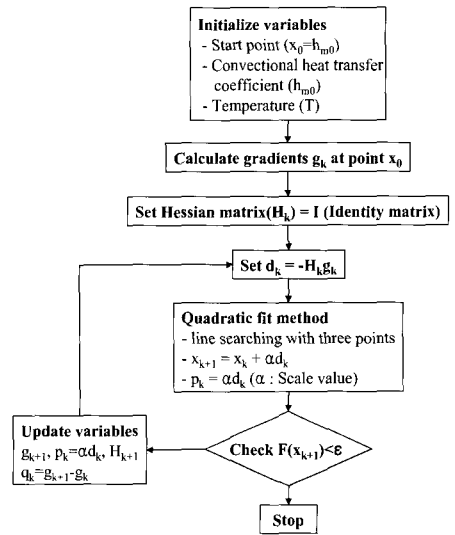 Initialize variables
- Start point (x₀=hₘ₀)
- Convectional heat transfer
coefficient (hₘ₀)
- Temperature (T)
Calculate gradients gₖ at point x₀
Set Hessian matrix(Hₖ) = I (Identity matrix)
Set dₖ = -Hₖgₖ
Quadratic fit method
- line searching with three points
- xₖ₊₁ = xₖ + αdₖ
- pₖ = αdₖ (α : Scale value)
Update variables
gₖ₊₁, pₖ=αdₖ, Hₖ₊₁
qₖ=gₖ₊₁-gₖ
Check F(xₖ₊₁)<ε
Stop